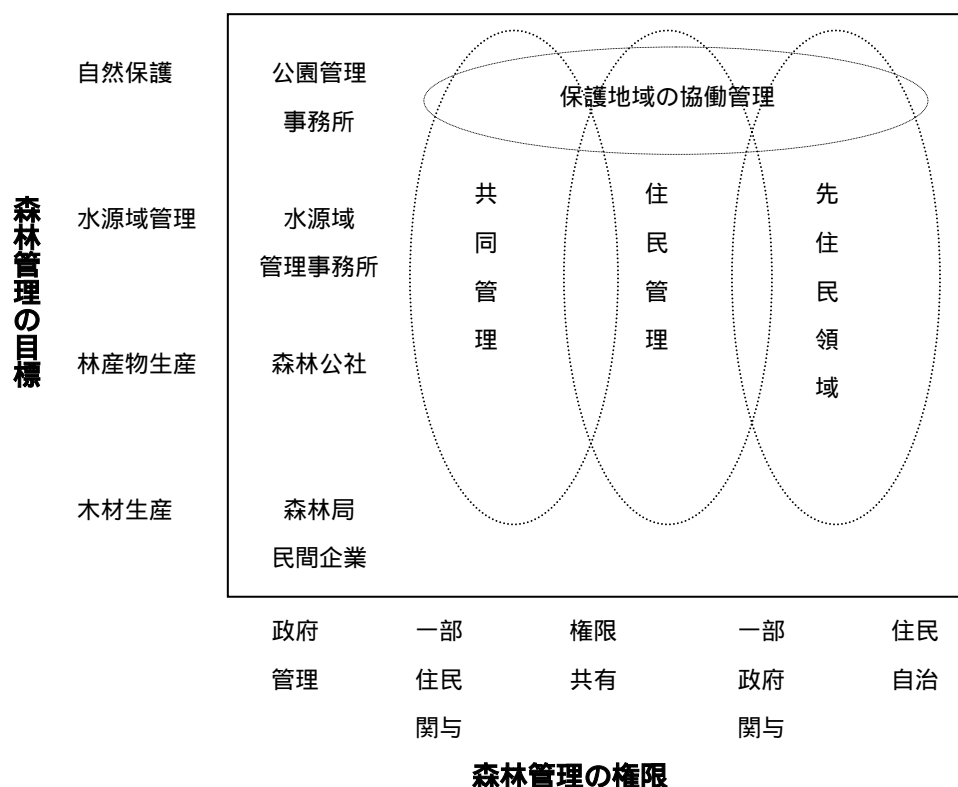 自然保護
公園管理
事務所
保護地域の協働管理
森林管理の目標
水源域管理
水源域
管理事務所
共同管理
住民管理
先住民領域
林産物生産
森林公社
木材生産
森林局
民間企業
政府
管理
一部
住民
関与
権限
共有
一部
政府
関与
住民
自治
森林管理の権限